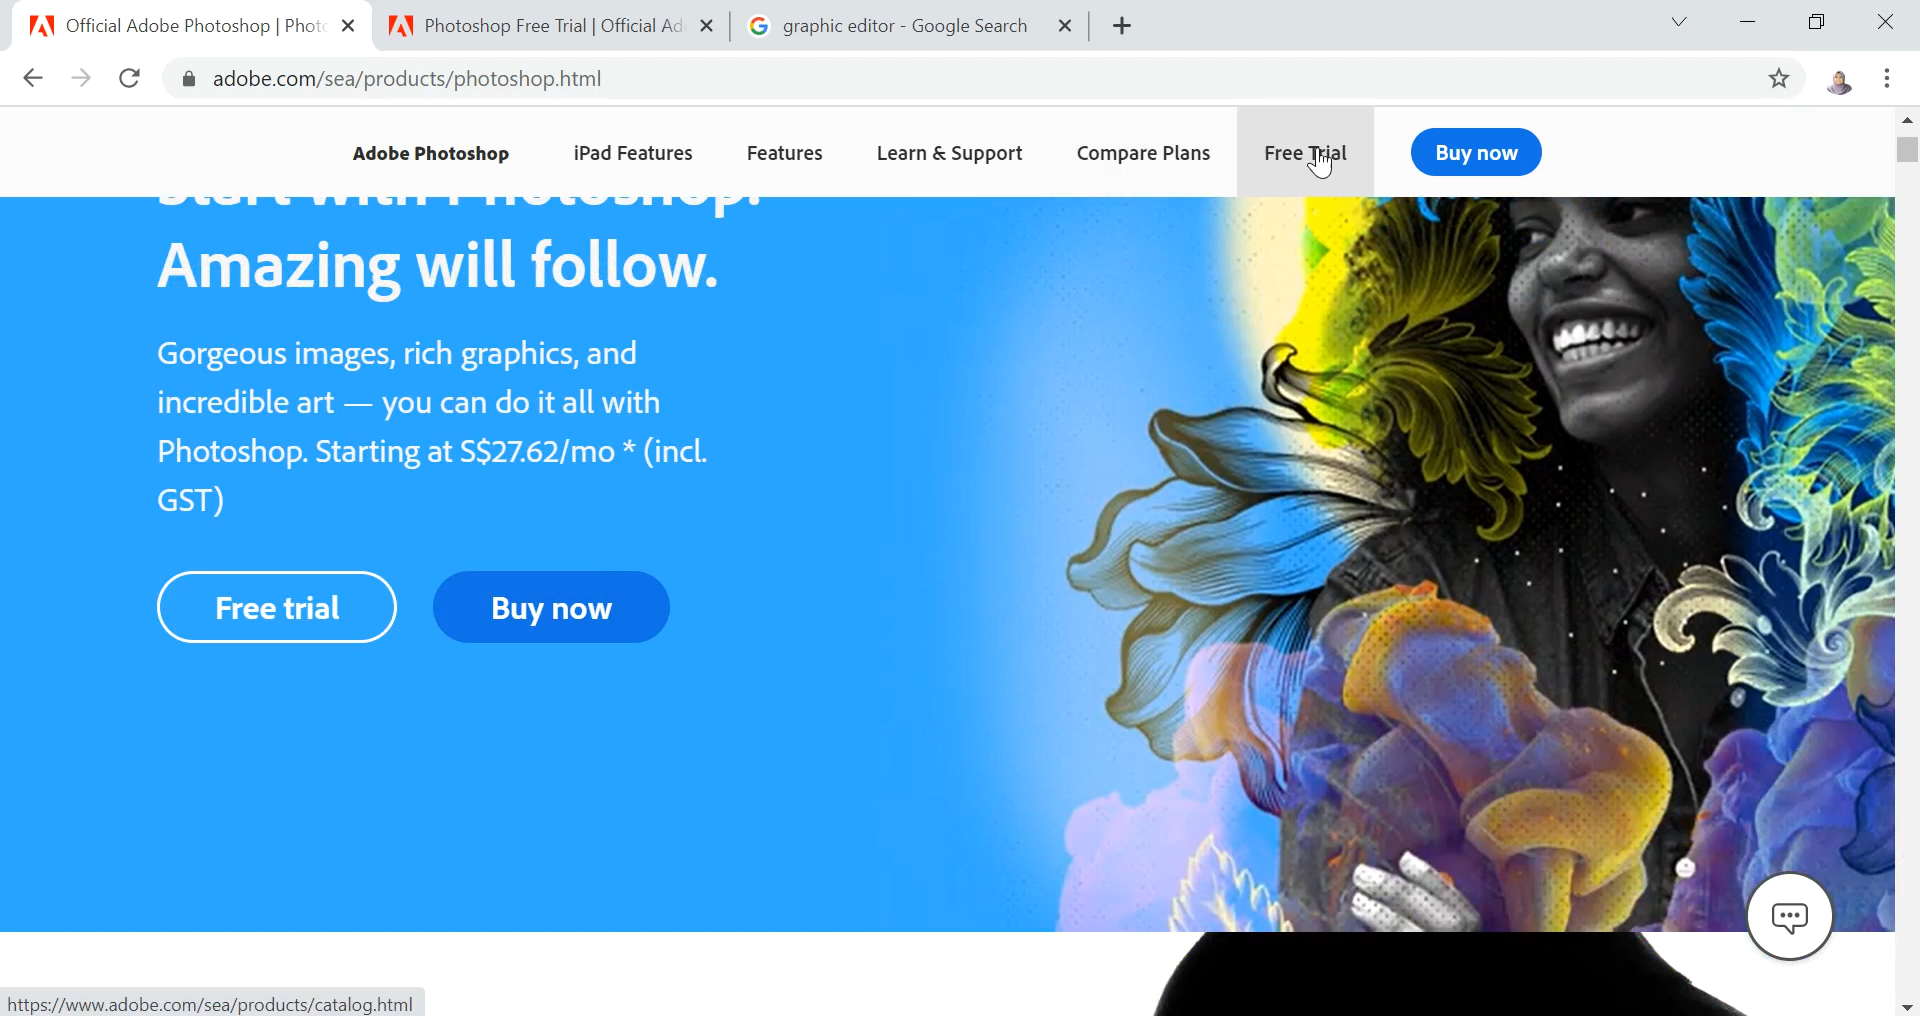 Official Adobe Photoshop | Phot
Photoshop Free Trial | Official Ad
graphic editor - Google Search
adobe.com/sea/products/photoshop.html
Adobe Photoshop
iPad Features
Features
Learn & Support
Compare Plans
Free Trial
Buy now
Start with Photoshop.
Amazing will follow.
Gorgeous images, rich graphics, and
incredible art — you can do it all with
Photoshop. Starting at S$27.62/mo * (incl.
GST)
Free trial
Buy now
https://www.adobe.com/sea/products/catalog.html